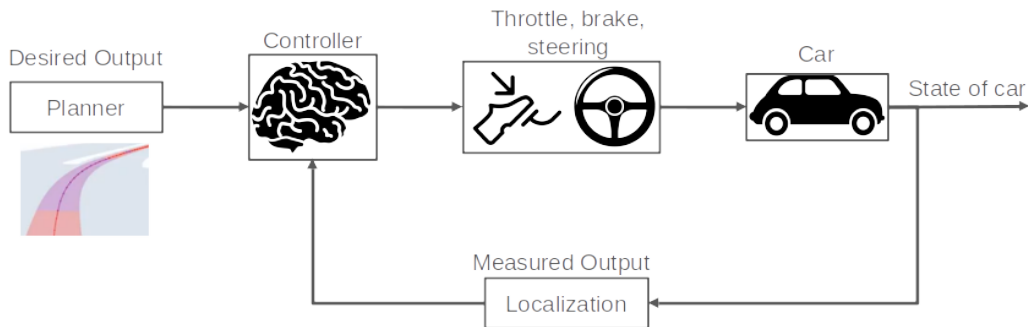 Desired Output
Planner
Controller
Throttle, brake,
steering
Car
State of car
Measured Output
Localization